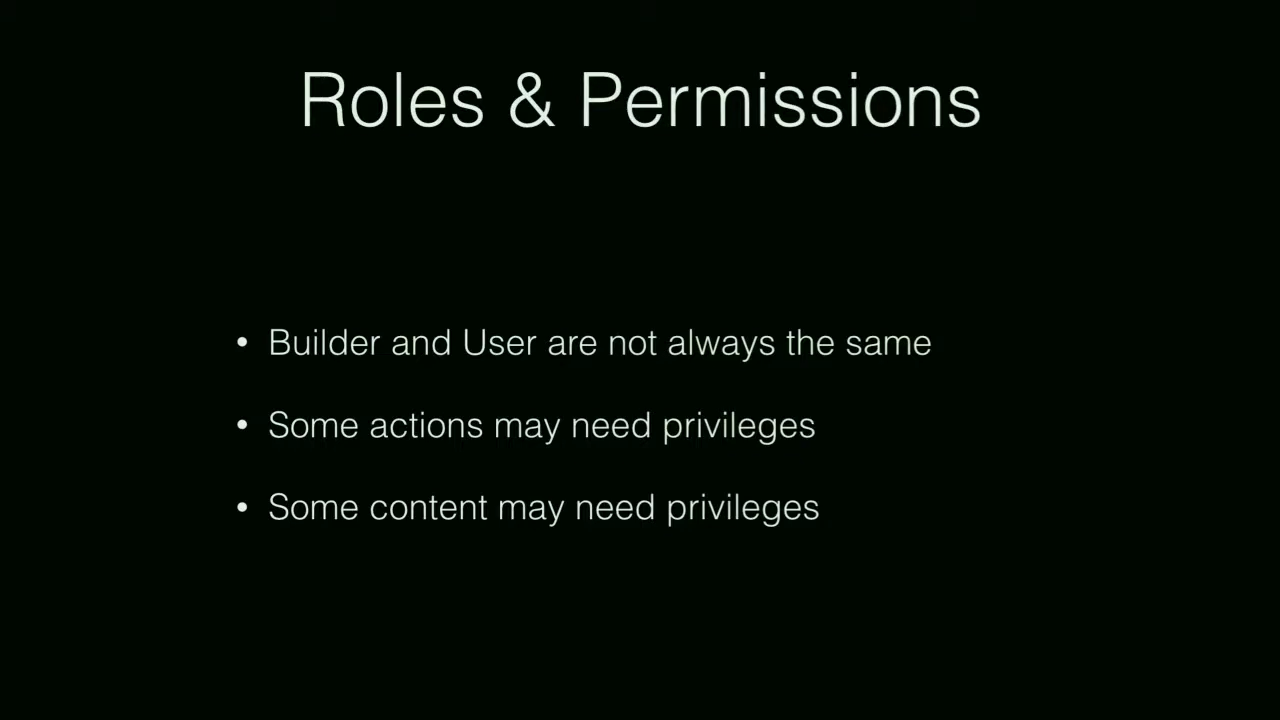 Roles & Permissions
• Builder and User are not always the same
• Some actions may need privileges
• Some content may need privileges